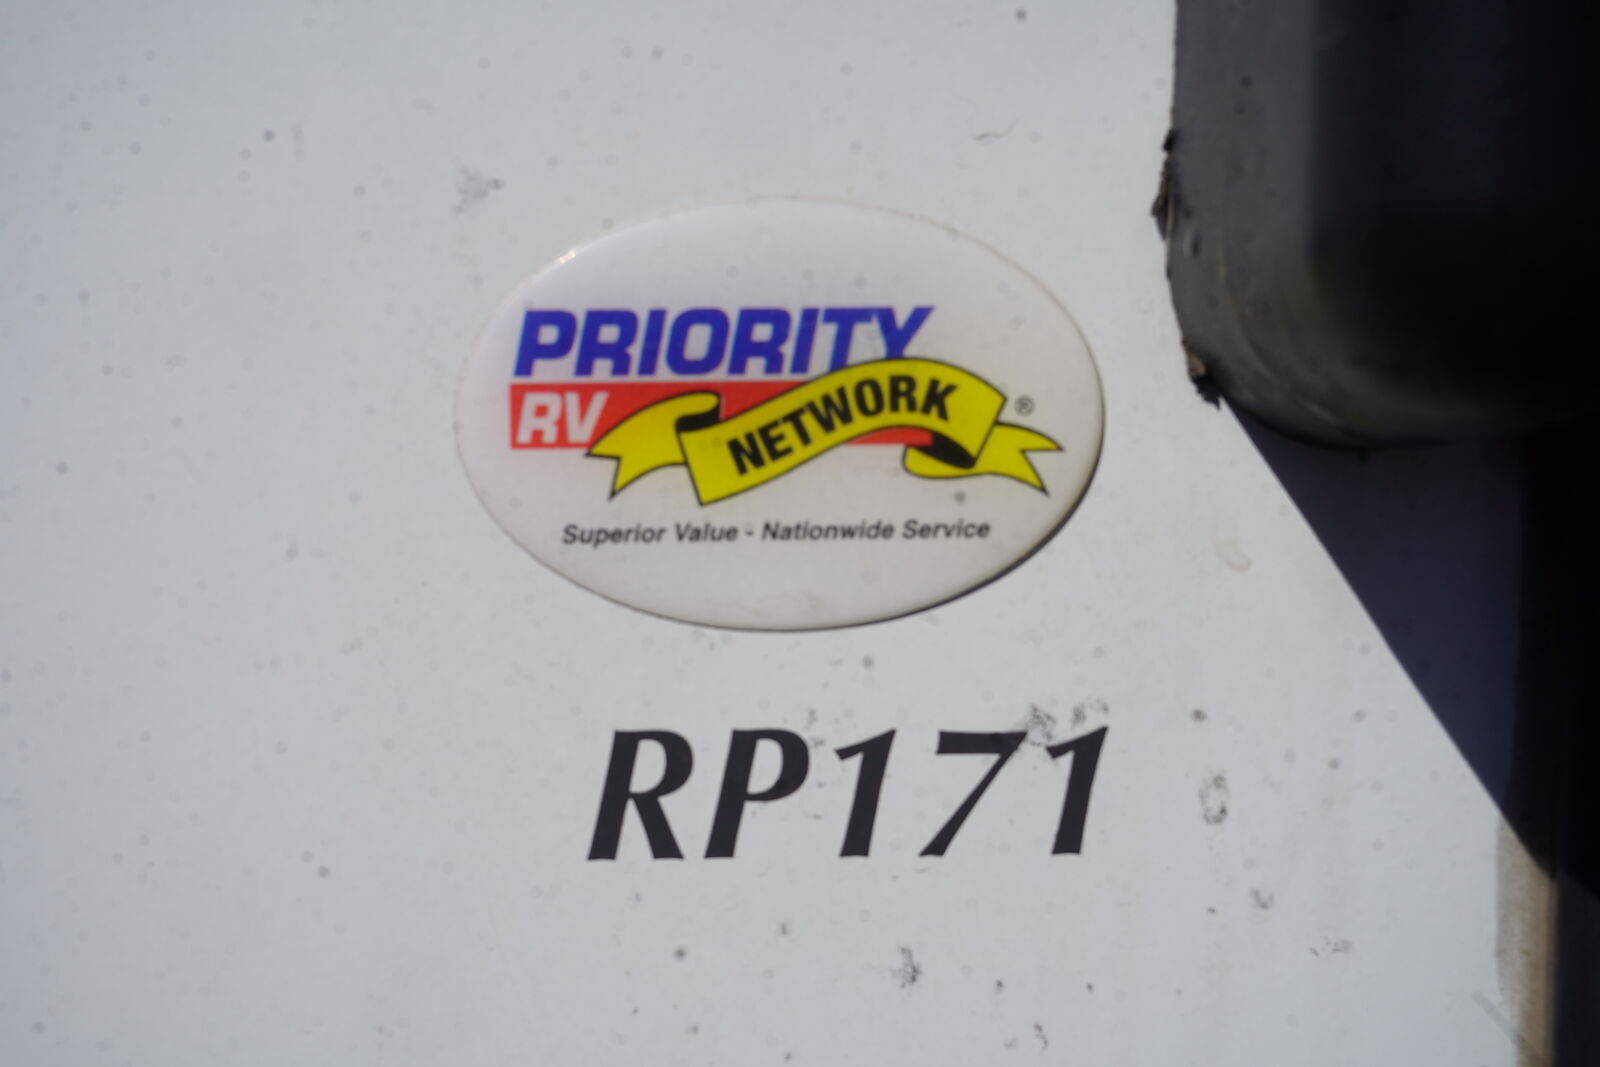 PRIORITY
RV NETWORK ®
Superior Value - Nationwide Service
RP171